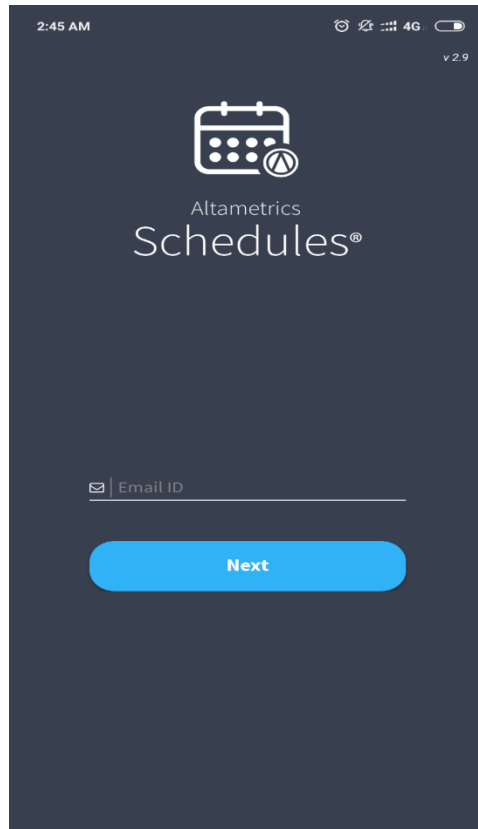 2:45 AM 4G
v 2.9
Altametrics
Schedules®
Email ID
Next